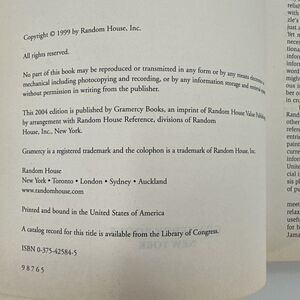 Copyright © 1999 by Random House, Inc.
All rights reserved.
No part of this book may be reproduced or transmitted in any form or by any means electronic or
mechanical including photocopying and recording, or by any information storage and retrieval
without permission in writing from the publisher.
This 2004 edition is published by Gramercy Books, an imprint of Random House Value Publishing
by arrangement with Random House Reference, divisions of Random
House, Inc., New York.
Gramercy is a registered trademark and the colophon is a trademark of Random House, Inc.
Random House
New York • Toronto • London • Sydney • Auckland
www.randomhouse.com
Printed and bound in the United States of America
A catalog record for this title is available from the Library of Congress.
ISBN 0-375-42584-5
9 8 7 6 5